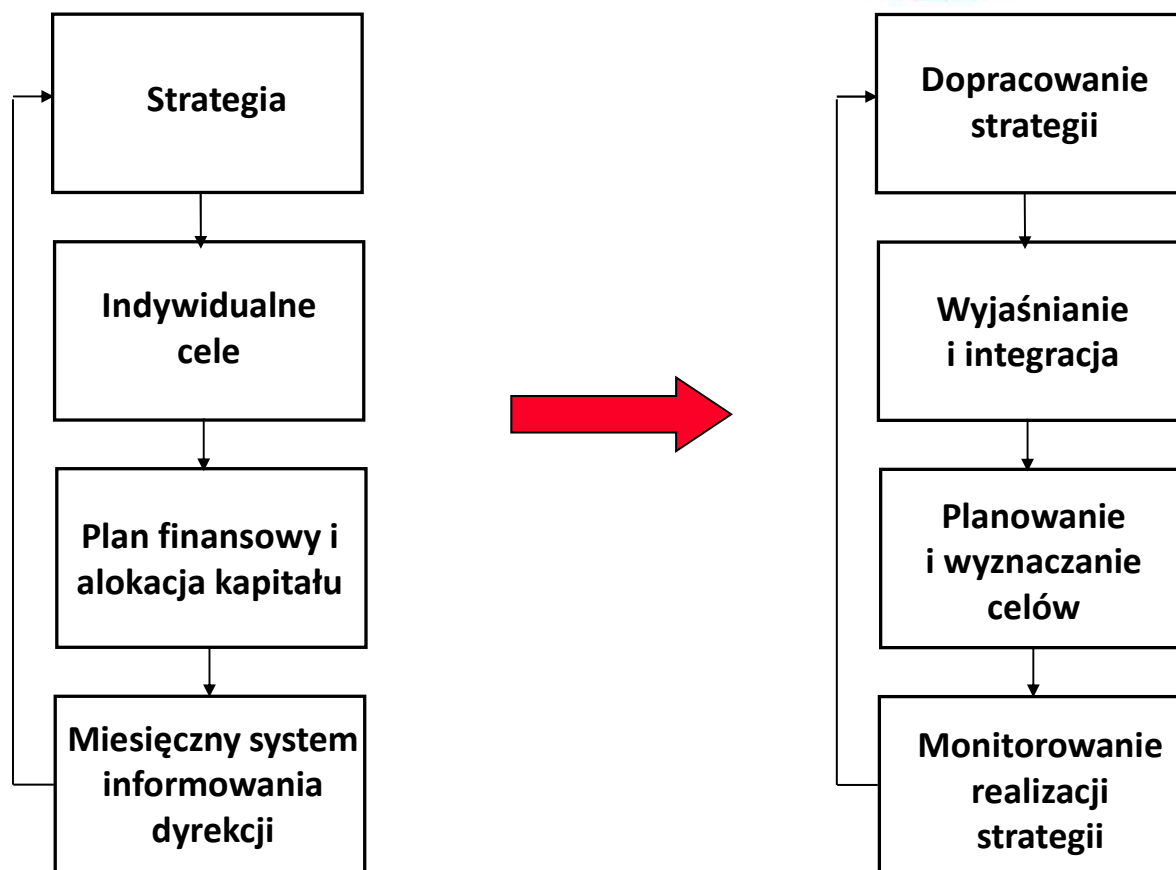 Strategia
Indywidualne
cele
Plan finansowy i
alokacja kapitału
Miesięczny system
informowania
dyrekcji
Dopracowanie
strategii
Wyjaśnianie
i integracja
Planowanie
i wyznaczanie
celów
Monitorowanie
realizacji
strategii